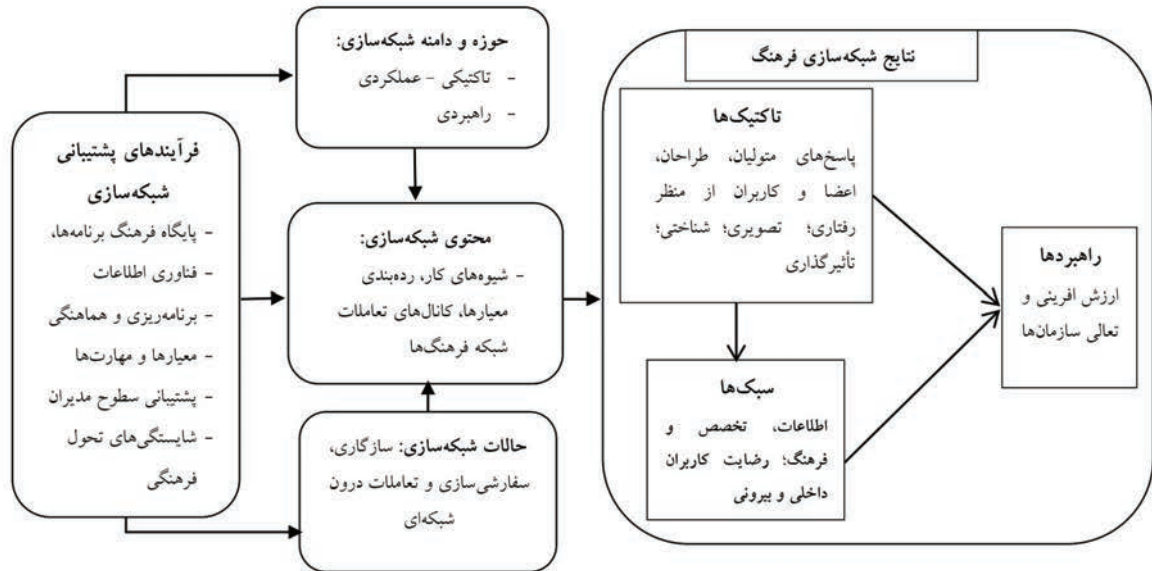 فرآیندهای پشتیبانی
شبکه‌سازی
- پایگاه فرهنگ برنامه‌ها،
فناوری اطلاعات
- برنامه‌ریزی و هماهنگی
- معیارها و مهارت‌ها
- پشتیبانی سطوح مدیران
- شایستگی‌های تحول
فرهنگی
حوزه و دامنه شبکه‌سازی:
- تاکتیکی – عملکردی
- راهبردی
محتوی شبکه‌سازی:
- شیوه‌های کار، رده‌بندی
معیارها، کانال‌های تعاملات
شبکه فرهنگ‌ها
حالات شبکه‌سازی: سازگاری،
سفارشی‌سازی و تعاملات درون
شبکه‌ای
نتایج شبکه‌سازی فرهنگ
تاکتیک‌ها
پاسخ‌های متولیان، طراحان،
اعضا و کاربران از منظر
رفتاری؛ تصویری؛ شناختی؛
تأثیرگذاری
سبک‌ها
اطلاعات، تخصص و
فرهنگ؛ رضایت کاربران
داخلی و بیرونی
راهبردها
ارزش افرینی و
تعالی سازمان‌ها